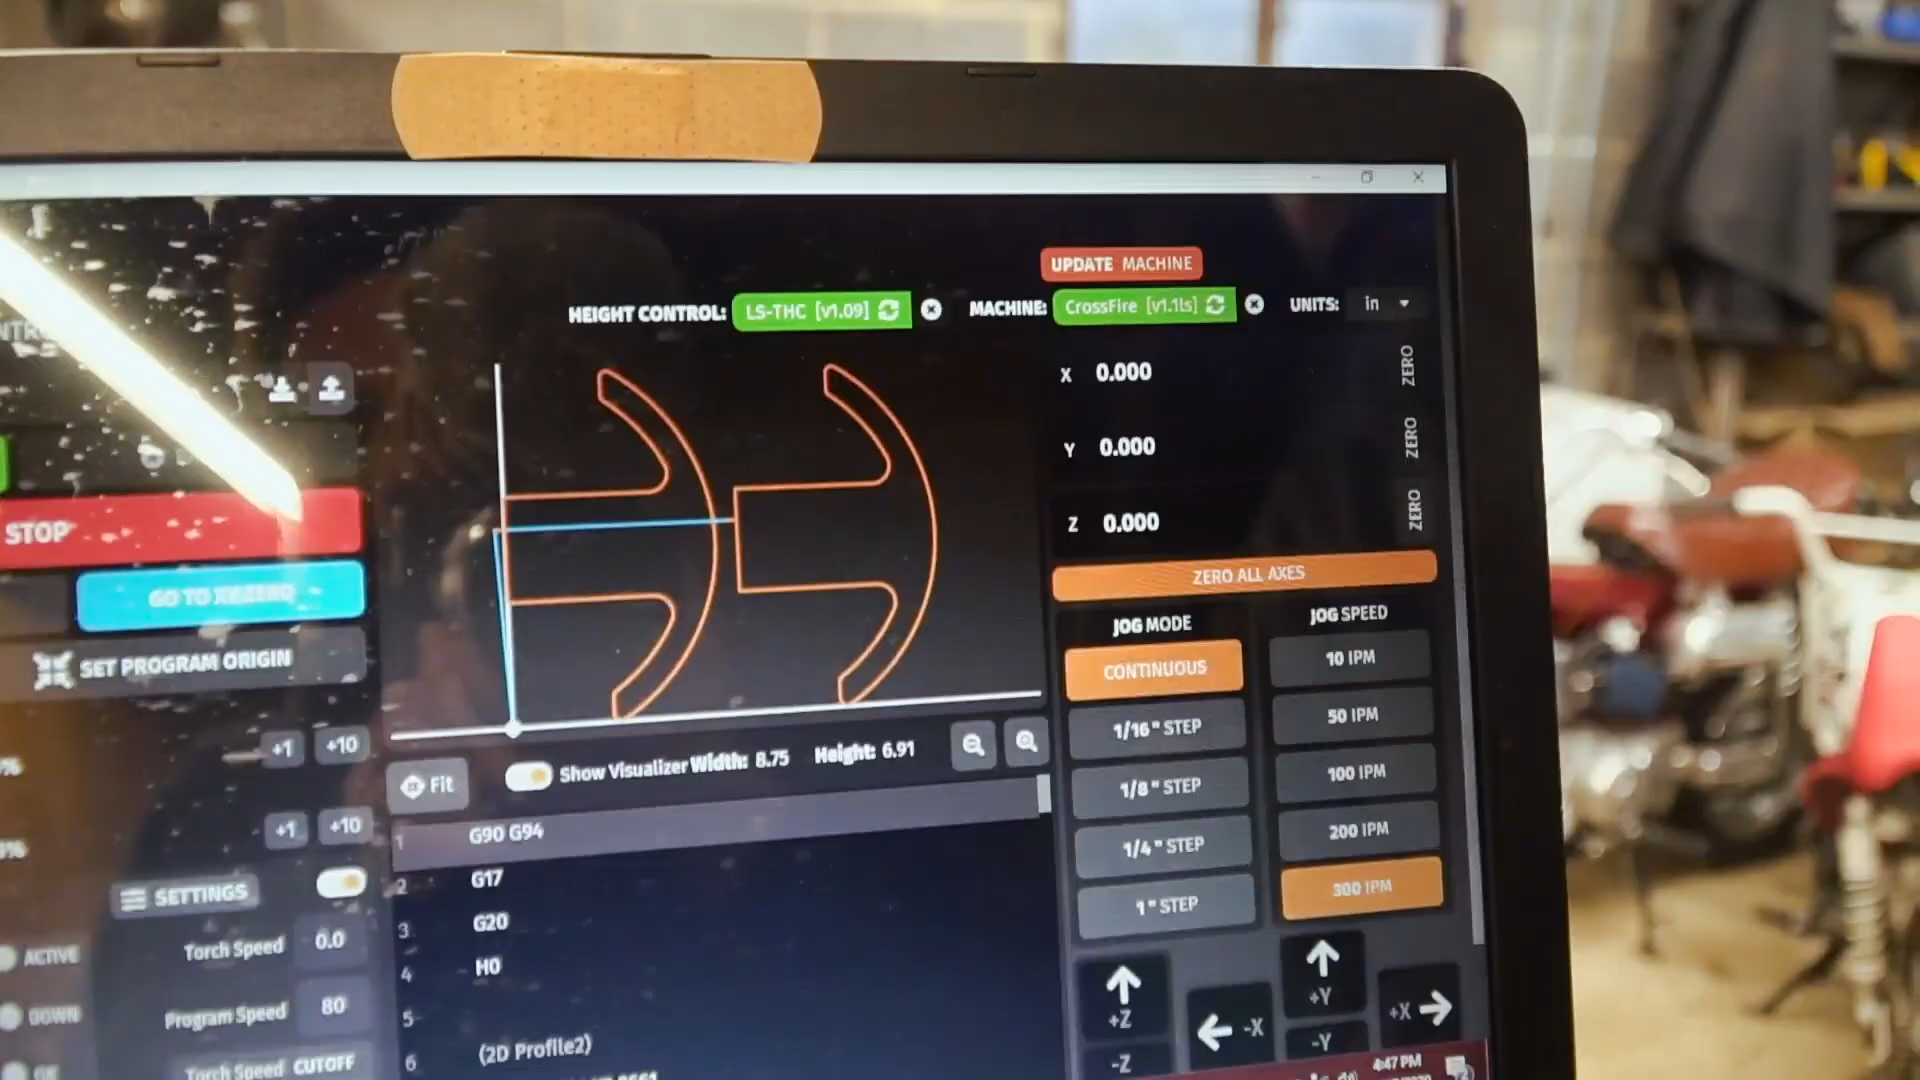 UPDATE MACHINE
HEIGHT CONTROL: LS-THC [v1.09] MACHINE: CrossFire [v1.1ls] UNITS: in
X 0.000 ZERO
Y 0.000 ZERO
Z 0.000 ZERO
ZERO ALL AXES
STOP
SET PROGRAM ORIGIN
+1 +10
+1 +10
SETTINGS
ACTIVE
Torch Speed 0.0
DOWN
Program Speed 80
OK
Torch Speed CUTOFF
Fit
Show Visualizer Width: 8.75 Height: 6.91
1 G90 G94
2 G17
3 G20
4 H0
5
6 (2D Profile2)
JOG MODE
CONTINUOUS
1/16" STEP
1/8" STEP
1/4" STEP
1" STEP
JOG SPEED
10 IPM
50 IPM
100 IPM
200 IPM
300 IPM
+Z
-Z
-X
+Y
-Y
+X
4:47 PM